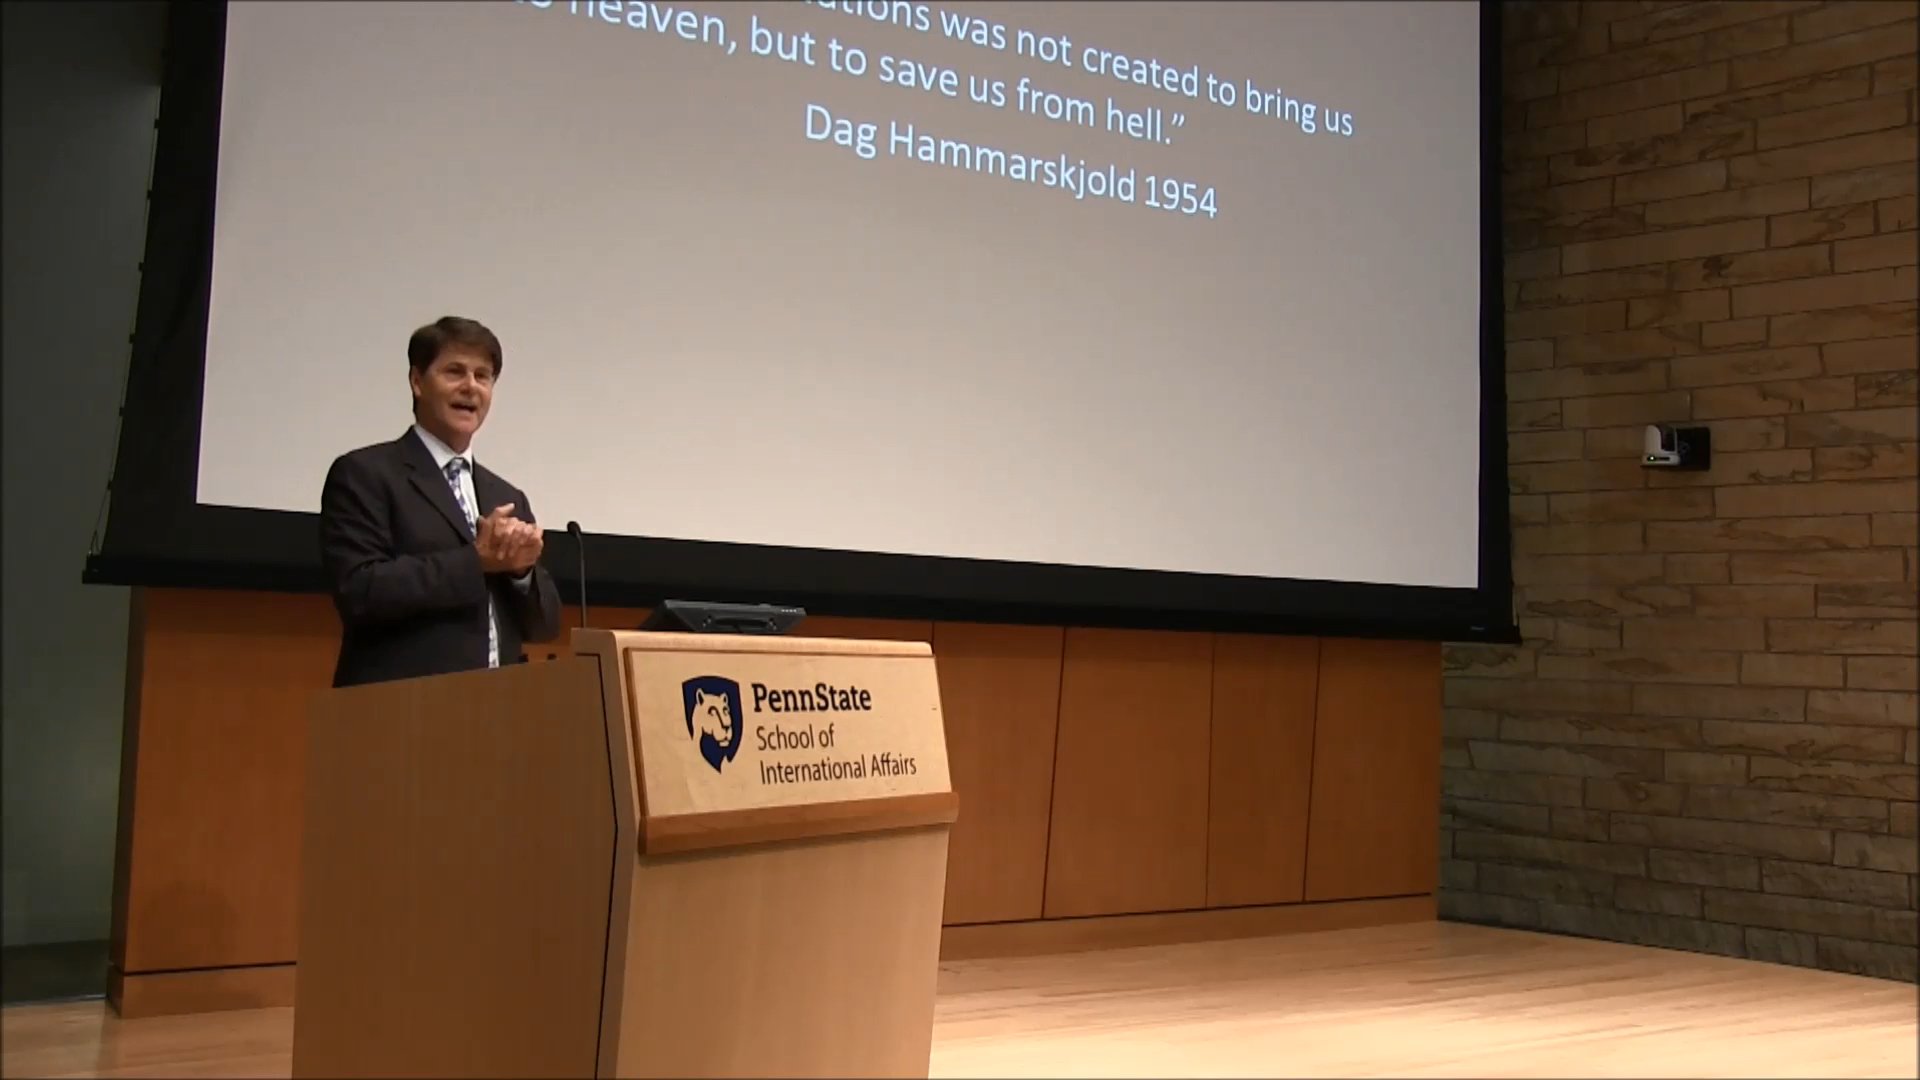 was not created to bring us
heaven, but to save us from hell.”
Dag Hammarskjold 1954
PennState
School of
International Affairs